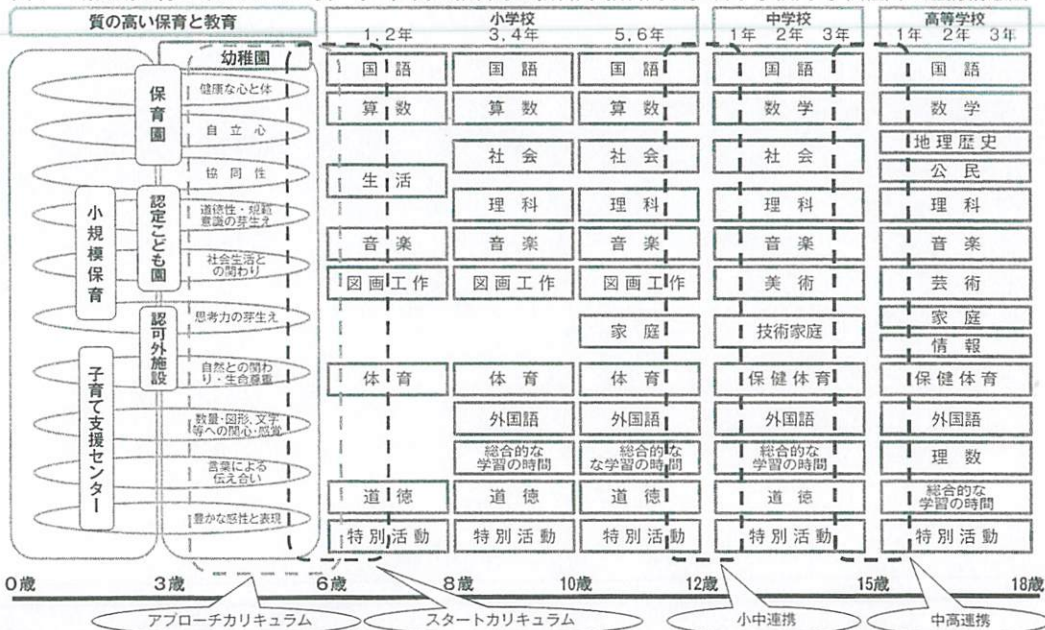 質の高い保育と教育
幼稚園
保育園
認定こども園
認可外施設
小規模保育
子育て支援センター
健康な心と体
自立心
協同性
道徳性・規範
意識の芽生え
社会生活と
の関わり
思考力の芽生え
自然との関わ
り・生命尊重
数量・図形、文字
等への関心・感覚
言葉による
伝え合い
豊かな感性と表現
小学校
1，2年
3，4年
5，6年
中学校
1年 2年 3年
高等学校
1年 2年 3年
国語 国語 国語 国語 国語
算数 算数 算数 数学 数学
地理歴史
社会 社会 社会
公民
生活
理科 理科 理科 理科
音楽 音楽 音楽 音楽 音楽
図画工作 図画工作 図画工作 美術 芸術
家庭 技術家庭 家庭
情報
体育 体育 体育 保健体育 保健体育
外国語 外国語 外国語 外国語
総合的な
学習の時間
総合的な
な学習の時間
総合的な
学習の時間
理数
道徳 道徳 道徳 道徳
総合的な
学習の時間
特別活動 特別活動 特別活動 特別活動 特別活動
0歳 3歳 6歳 8歳 10歳 12歳 15歳 18歳
アプローチカリキュラム スタートカリキュラム 小中連携 中高連携